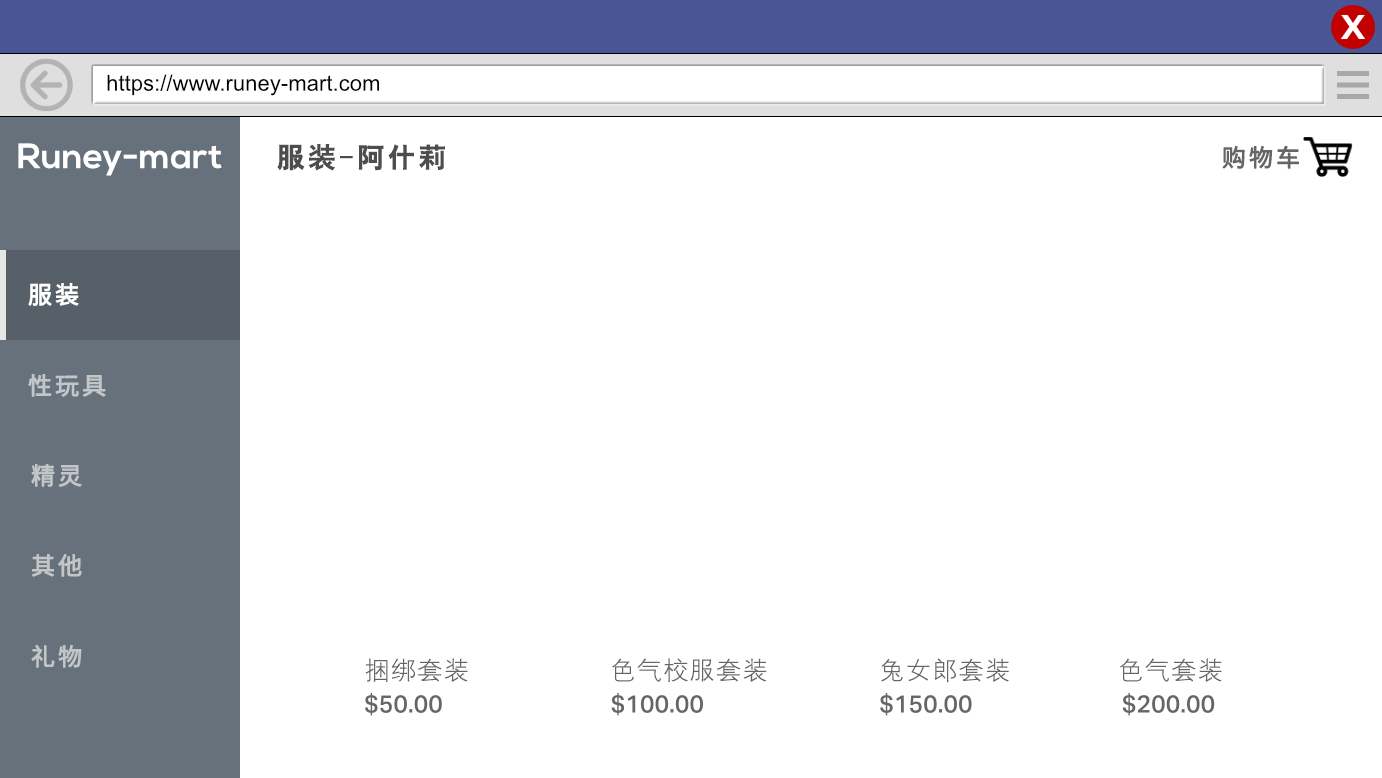 X
https://www.runey-mart.com
Runey-mart
服装-阿什莉
购物车
服装
性玩具
精灵
其他
礼物
捆绑套装
$50.00
色气校服套装
$100.00
兔女郎套装
$150.00
色气套装
$200.00